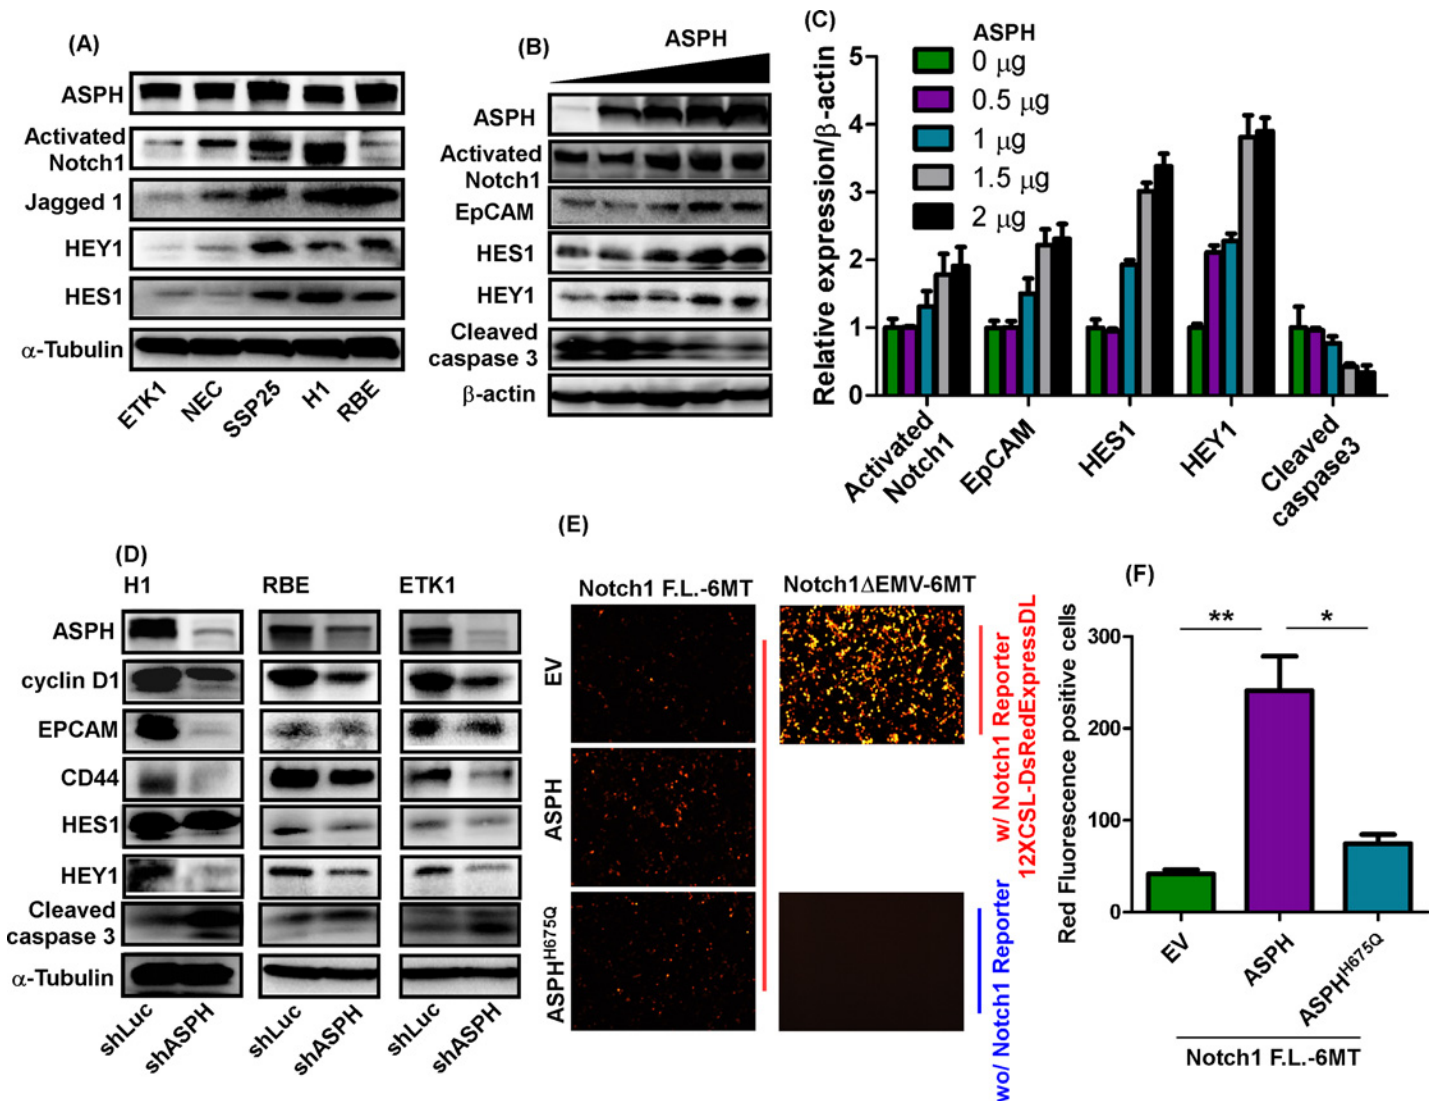 (A)
ASPH
Activated
Notch1
Jagged 1
HEY1
HES1
α-Tubulin
ETK1
NEC
SSP25
H1
RBE
(B)
ASPH
ASPH
Activated
Notch1
EpCAM
HES1
HEY1
Cleaved
caspase 3
β-actin
(C)
ASPH
0 μg
0.5 μg
1 μg
1.5 μg
2 μg
Relative expression/β-actin
5
4
3
2
1
0
Activated
Notch1
EpCAM
HES1
HEY1
Cleaved
caspase3
(D)
H1
RBE
ETK1
ASPH
cyclin D1
EPCAM
CD44
HES1
HEY1
Cleaved
caspase 3
α-Tubulin
shLuc
shASPH
shLuc
shASPH
shLuc
shASPH
(E)
Notch1 F.L.-6MT
Notch1ΔEMV-6MT
EV
ASPH
ASPHH675Q
w/ Notch1 Reporter
12XCSL-DsRedExpressDL
wo/ Notch1 Reporter
(F)
Red Fluorescence positive cells
300
200
100
0
**
*
EV
ASPH
ASPHH675Q
Notch1 F.L.-6MT